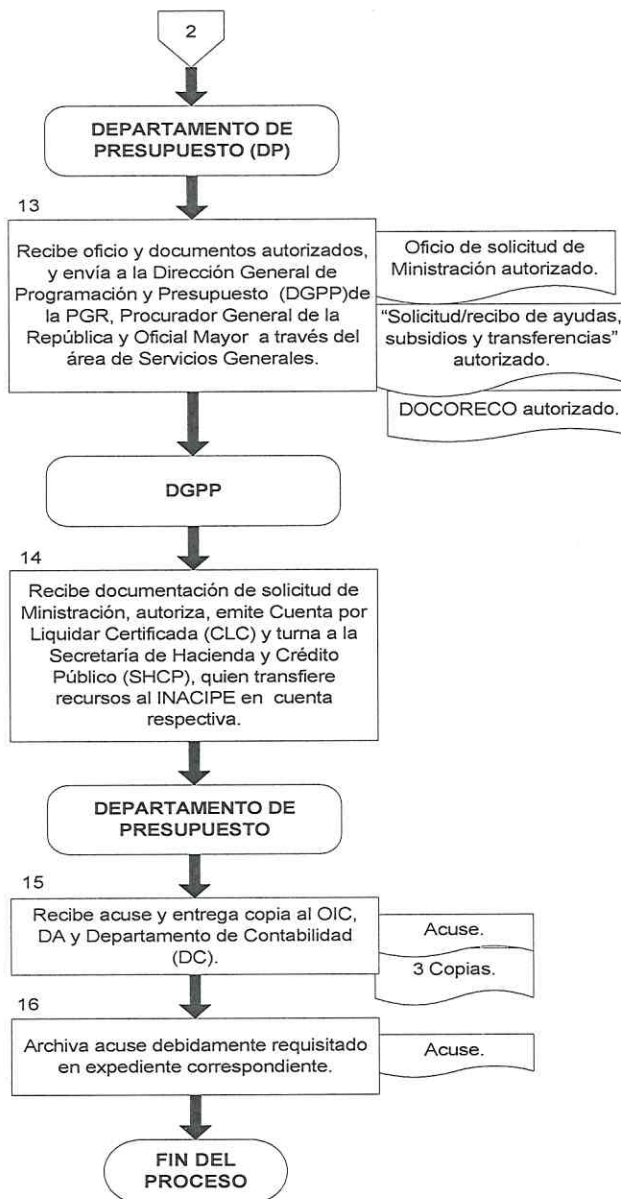 2
DEPARTAMENTO DE
PRESUPUESTO (DP)
13
Recibe oficio y documentos autorizados,
y envía a la Dirección General de
Programación y Presupuesto (DGPP)de
la PGR, Procurador General de la
República y Oficial Mayor a través del
área de Servicios Generales.
Oficio de solicitud de
Ministración autorizado.
“Solicitud/recibo de ayudas,
subsidios y transferencias”
autorizado.
DOCORECO autorizado.
DGPP
14
Recibe documentación de solicitud de
Ministración, autoriza, emite Cuenta por
Liquidar Certificada (CLC) y turna a la
Secretaría de Hacienda y Crédito
Público (SHCP), quien transfiere
recursos al INACIPE en cuenta
respectiva.
DEPARTAMENTO DE
PRESUPUESTO
15
Recibe acuse y entrega copia al OIC,
DA y Departamento de Contabilidad
(DC).
Acuse.
3 Copias.
16
Archiva acuse debidamente requisitado
en expediente correspondiente.
Acuse.
FIN DEL
PROCESO